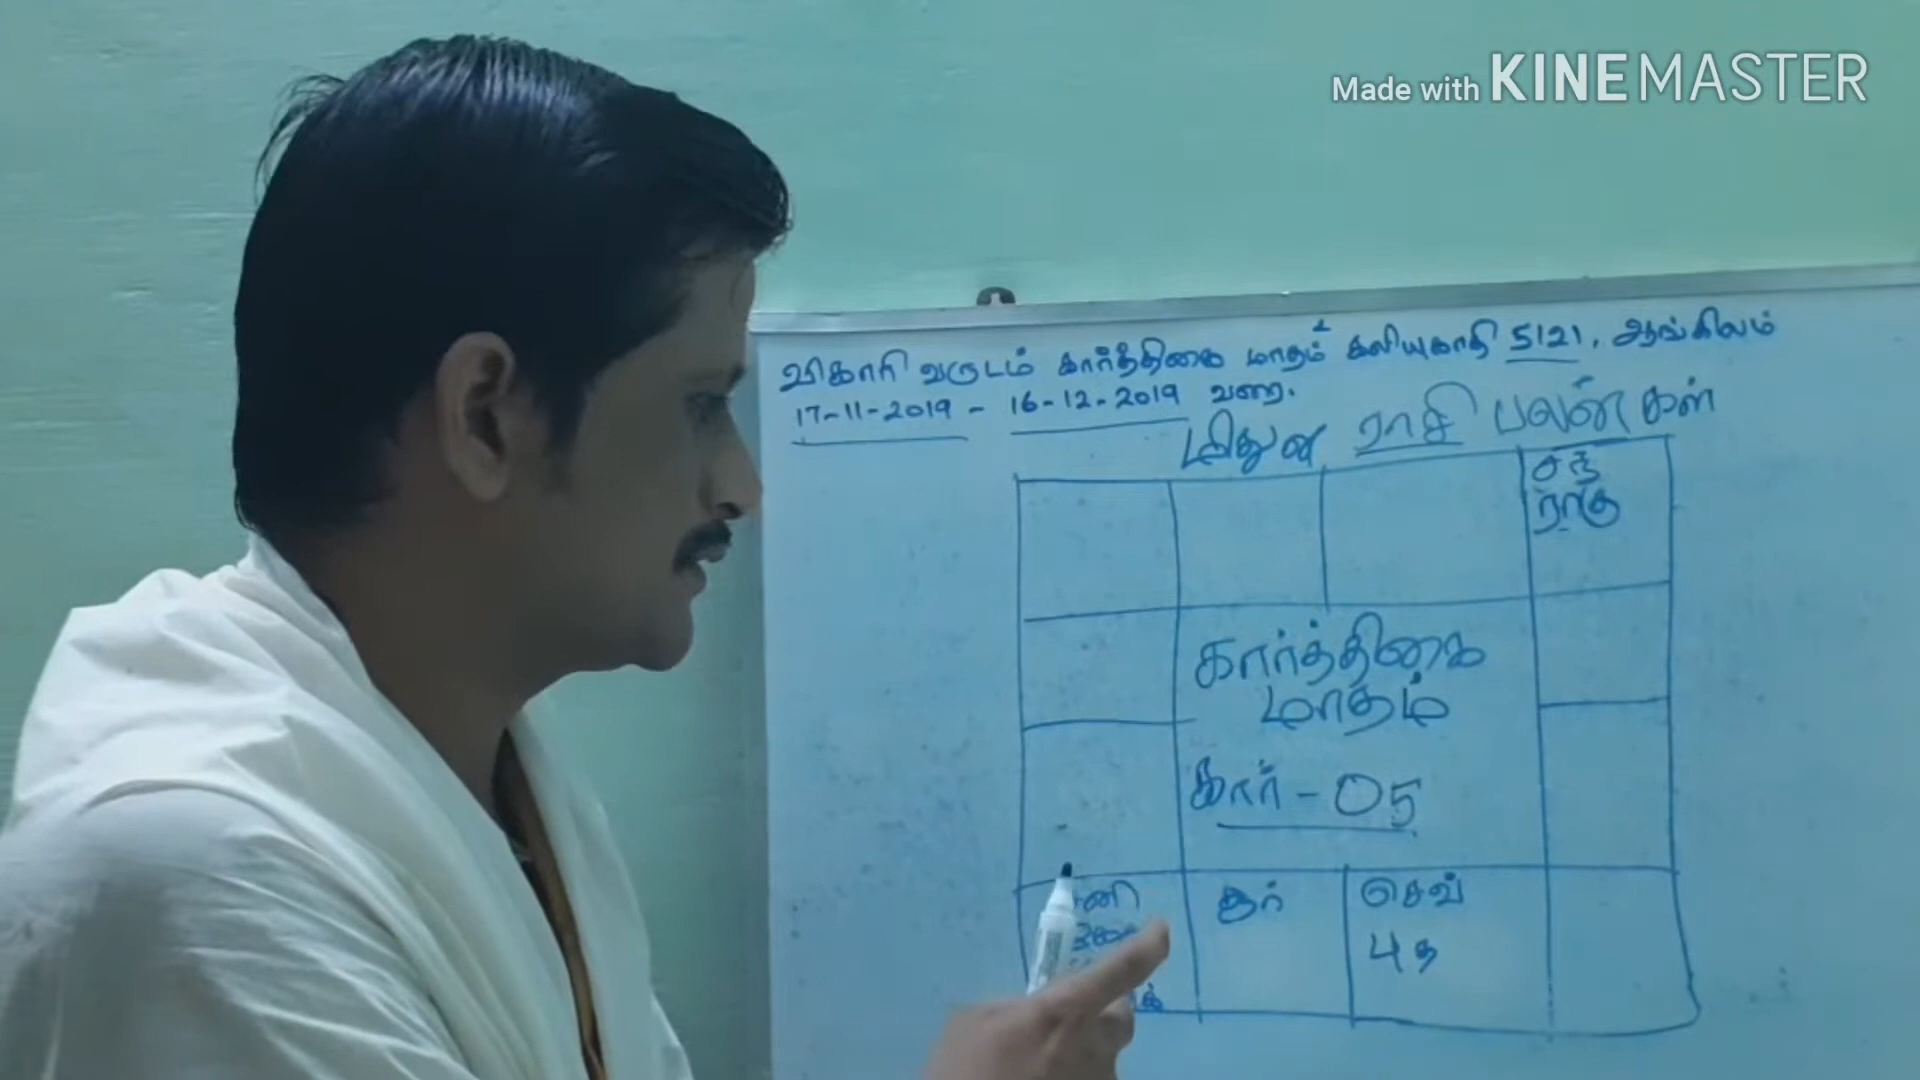 Made with KINEMASTER
விகாரி வருடம் கார்த்திகை மாதம் கலியுகாதி 5121, ஆங்கிலம்
17-11-2019 - 16-12-2019 வரை.
மிதுன ராசி பலன்கள்
சந்
ராகு
கார்த்திகை
மாதம்
கார் - 05
சூர்
செவ்
புத